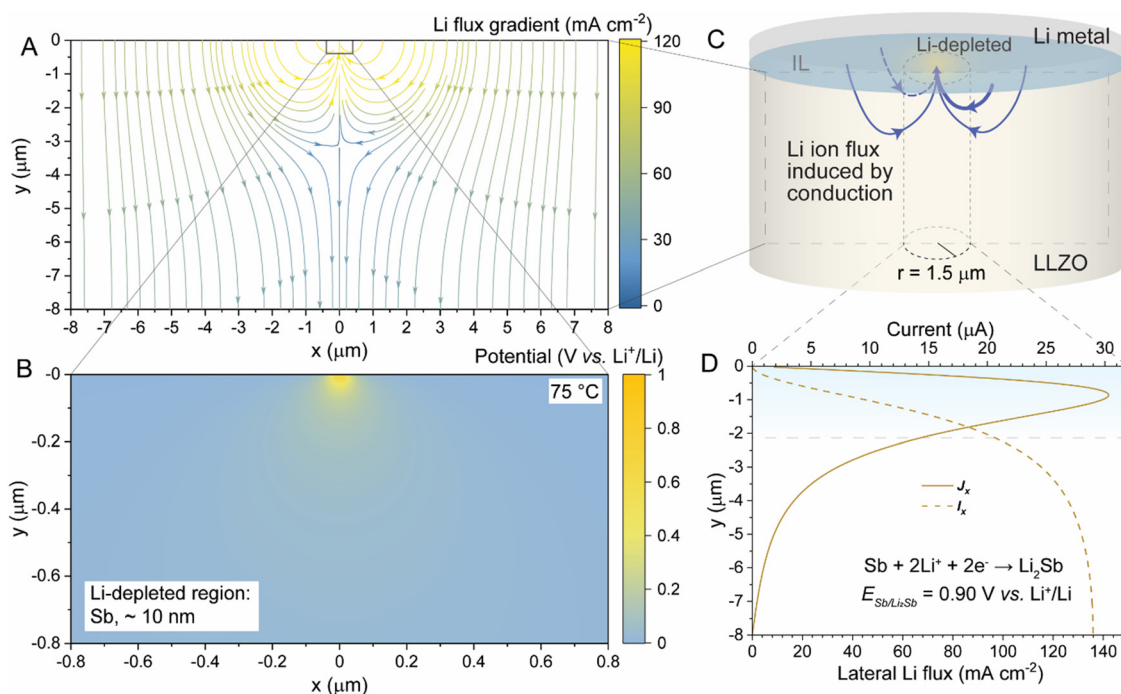 A
Li flux gradient (mA cm⁻²)
0
-1
-2
-3
-4
-5
-6
-7
-8
y (µm)
-8 -7 -6 -5 -4 -3 -2 -1 0 1 2 3 4 5 6 7 8
x (µm)
120
90
60
30
0
B
Potential (V vs. Li⁺/Li)
75 °C
-0
-0.2
-0.4
-0.6
-0.8
y (µm)
Li-depleted region:
Sb, ~ 10 nm
-0.8 -0.6 -0.4 -0.2 0 0.2 0.4 0.6 0.8
x (µm)
1
0.8
0.6
0.4
0.2
0
C
Li-depleted
Li metal
IL
Li ion flux
induced by
conduction
LLZO
r = 1.5 µm
Current (µA)
0 5 10 15 20 25 30
D
0
-1
-2
-3
-4
-5
-6
-7
-8
y (µm)
Jₓ
Iₓ
Sb + 2Li⁺ + 2e⁻ → Li₂Sb
E_Sb/Li₂Sb = 0.90 V vs. Li⁺/Li
0 20 40 60 80 100 120 140
Lateral Li flux (mA cm⁻²)